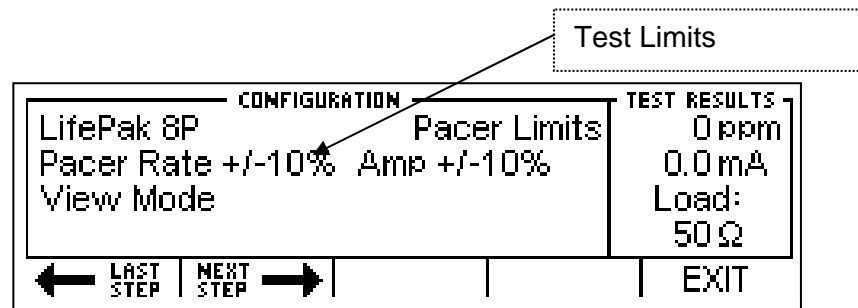 Test Limits
CONFIGURATION
TEST RESULTS
LifePak 8P Pacer Limits
0 ppm
Pacer Rate +/-10% Amp +/-10%
0.0 mA
View Mode
Load:
50 Ω
LAST STEP
NEXT STEP
EXIT